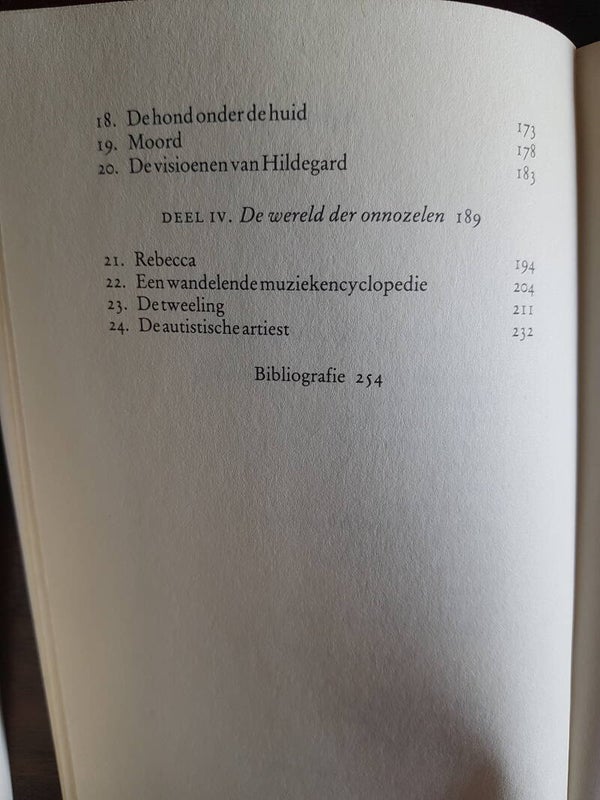 18. De hond onder de huid 173
19. Moord 178
20. De visioenen van Hildegard 183
DEEL IV. De wereld der onnozelen 189
21. Rebecca 194
22. Een wandelende muziekencyclopedie 204
23. De tweeling 211
24. De autistische artiest 232
Bibliografie 254